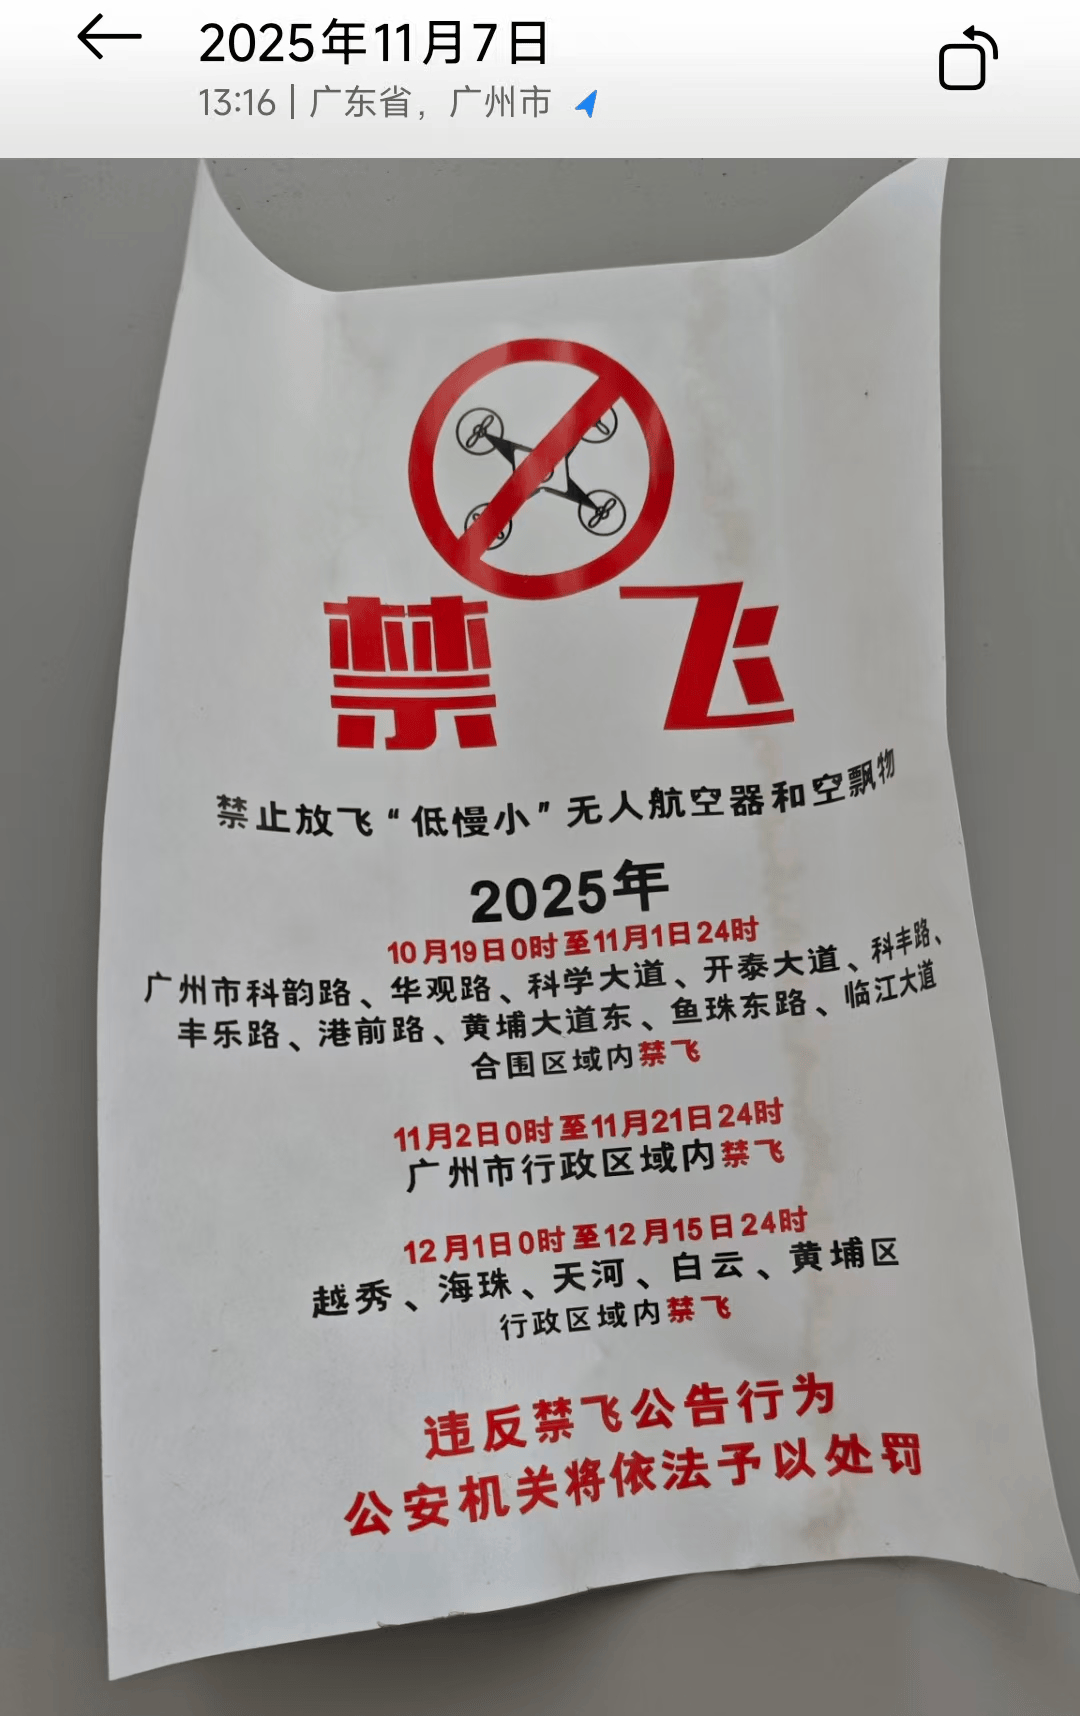 2025年11月7日
13:16 | 广东省，广州市
禁 飞
禁止放飞“低慢小”无人航空器和空飘物
2025年
10月19日0时至11月1日24时
广州市科韵路、华观路、科学大道、开泰大道、科丰路、
丰乐路、港前路、黄埔大道东、鱼珠东路、临江大道
合围区域内禁飞
11月2日0时至11月21日24时
广州市行政区域内禁飞
12月1日0时至12月15日24时
越秀、海珠、天河、白云、黄埔区
行政区域内禁飞
违反禁飞公告行为
公安机关将依法予以处罚